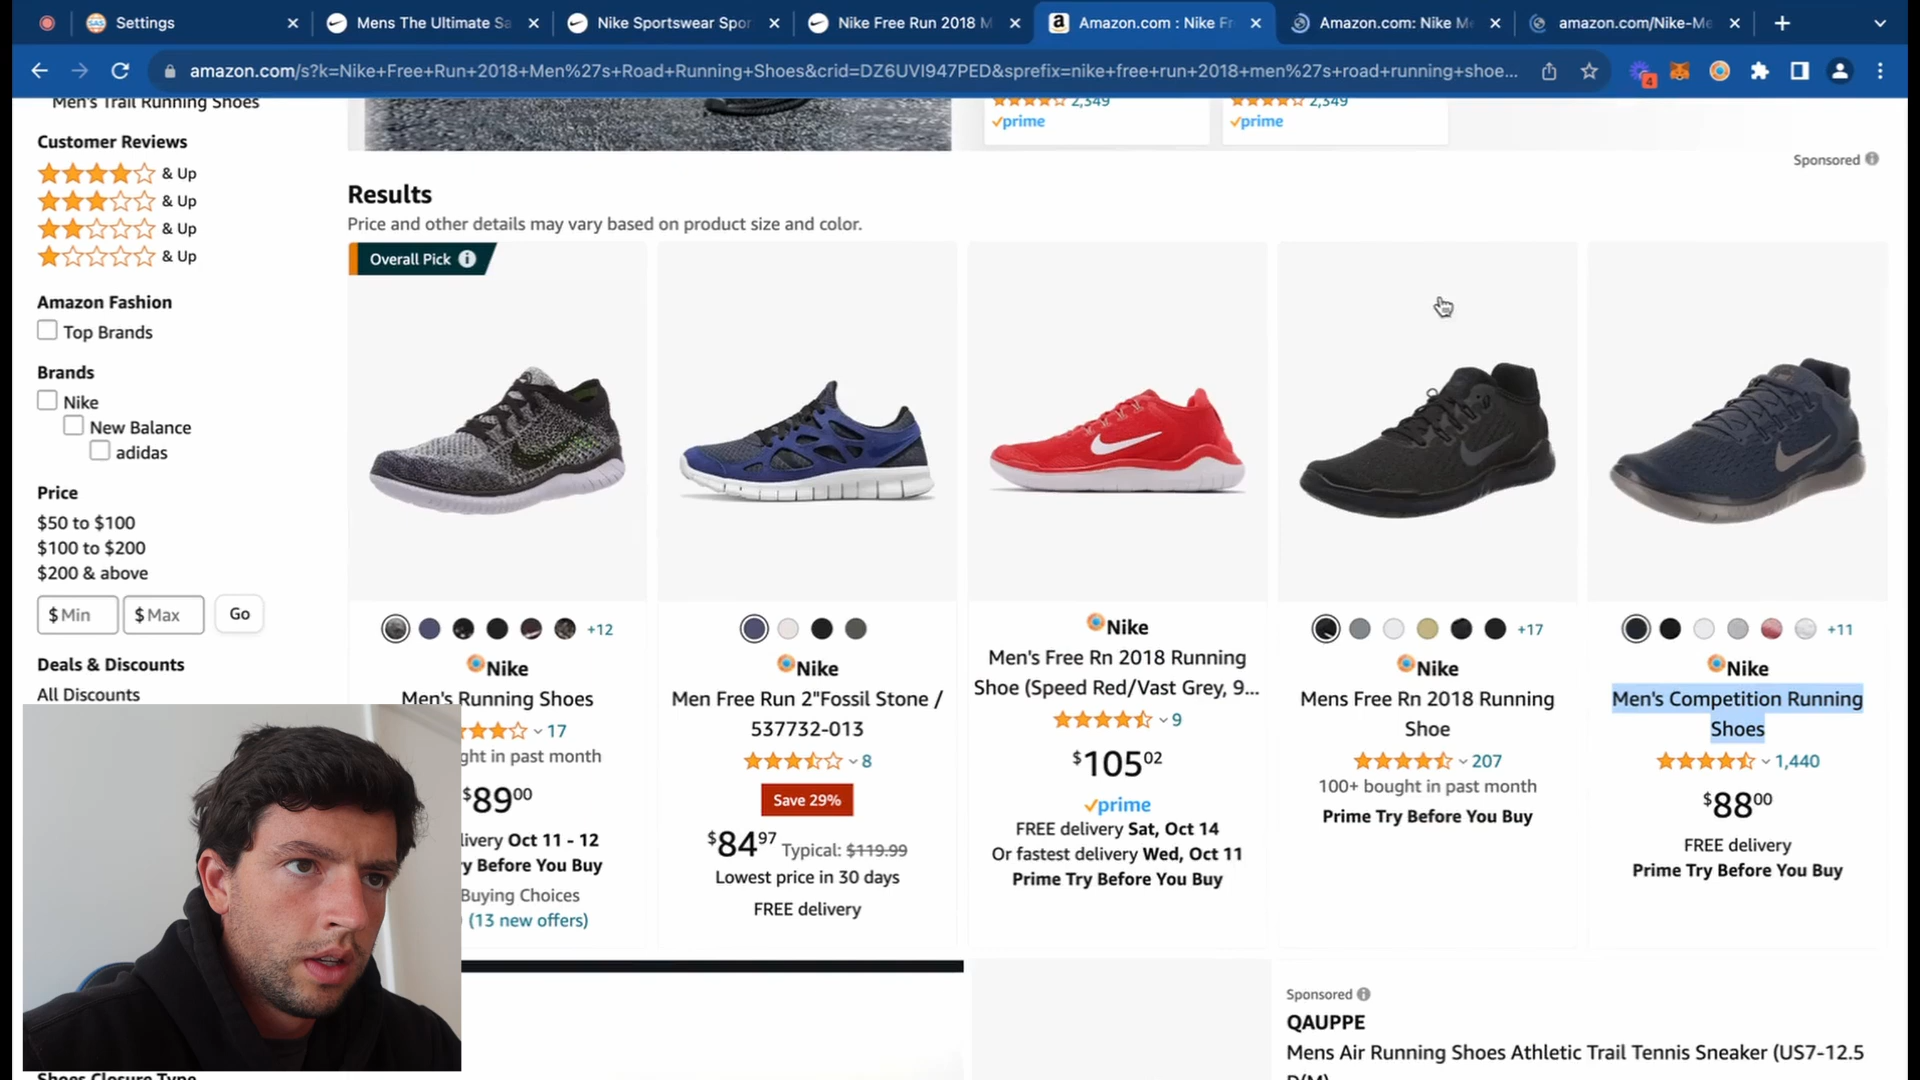 Settings
Mens The Ultimate Sa
Nike Sportswear Spor
Nike Free Run 2018 M
Amazon.com : Nike Fr
Amazon.com: Nike Me
amazon.com/Nike-Me
amazon.com/s?k=Nike+Free+Run+2018+Men%27s+Road+Running+Shoes&crid=DZ6UVI947PED&sprefix=nike+free+run+2018+men%27s+road+running+shoe...
4
Men's Trail Running Shoes
Customer Reviews
& Up
& Up
& Up
& Up
Amazon Fashion
Top Brands
Brands
Nike
New Balance
adidas
Price
$50 to $100
$100 to $200
$200 & above
$ Min
$ Max
Go
Deals & Discounts
All Discounts
Shoes Closure Type
2,349
prime
2,349
prime
Sponsored
Results
Price and other details may vary based on product size and color.
Overall Pick
+12
Nike
Men's Running Shoes
17
ght in past month
$89 00
livery Oct 11 - 12
y Before You Buy
Buying Choices
(13 new offers)
Nike
Men Free Run 2"Fossil Stone /
537732-013
8
Save 29%
$84 97 Typical: $119.99
Lowest price in 30 days
FREE delivery
Nike
Men's Free Rn 2018 Running
Shoe (Speed Red/Vast Grey, 9...
9
$105 02
prime
FREE delivery Sat, Oct 14
Or fastest delivery Wed, Oct 11
Prime Try Before You Buy
+17
Nike
Mens Free Rn 2018 Running
Shoe
207
100+ bought in past month
Prime Try Before You Buy
+11
Nike
Men's Competition Running
Shoes
1,440
$88 00
FREE delivery
Prime Try Before You Buy
Sponsored
QAUPPE
Mens Air Running Shoes Athletic Trail Tennis Sneaker (US7-12.5
D(M)